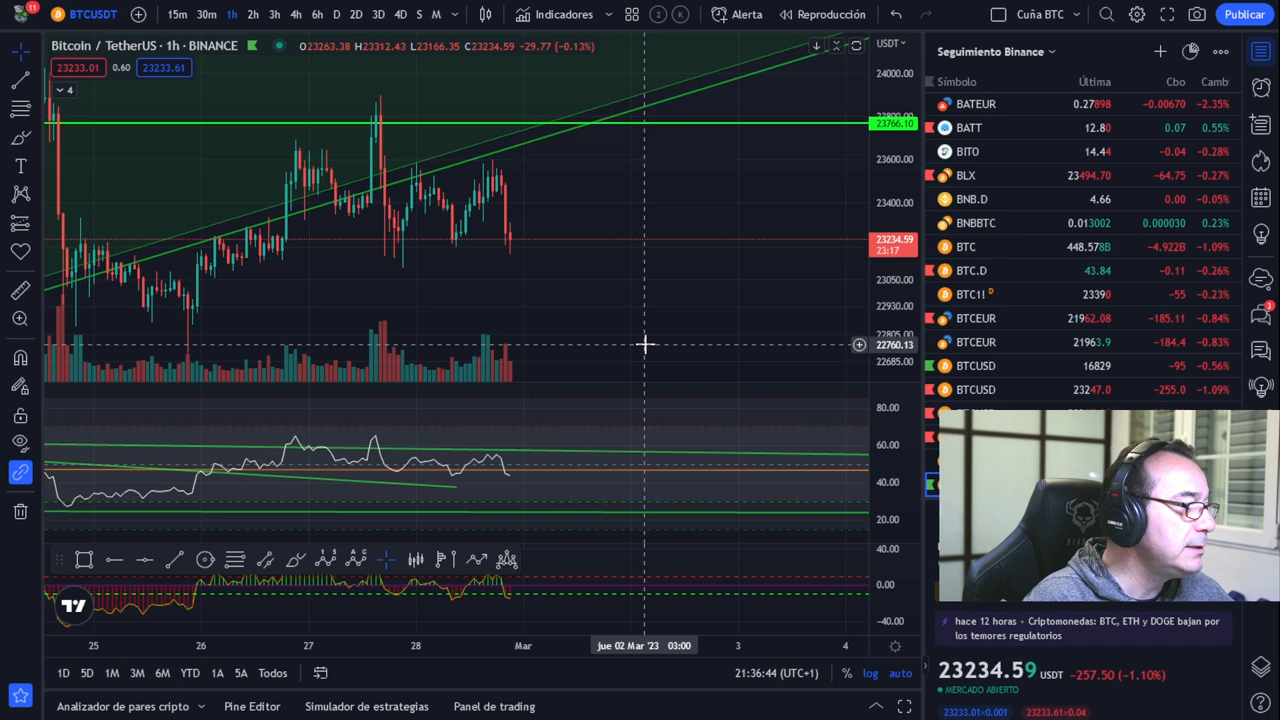 11
BTCUSDT
15m 30m 1h 2h 3h 4h 6h D 2D 3D 4D S M
Indicadores
2 K
Alerta
Reproducción
Cuña BTC
Publicar
Bitcoin / TetherUS · 1h · BINANCE
O23263.38 H23312.43 L23166.35 C23234.59 −29.77 (−0.13%)
23233.01 0.60 23233.61
4
USDT
24000.00
23766.10
23600.00
23400.00
23234.59
23:17
23050.00
22930.00
22805.00
22760.13
22685.00
80.00
60.00
40.00
20.00
40.00
0.00
−40.00
25 26 27 28 Mar jue 02 Mar '23 03:00 3 4
1D 5D 1M 3M 6M YTD 1A 5A Todos
21:36:44 (UTC+1) % log auto
Analizador de pares cripto Pine Editor Simulador de estrategias Panel de trading
Seguimiento Binance
Símbolo Última Cbo Camb
BATEUR 0.27898 −0.00670 −2.35%
BATT 12.80 0.07 0.55%
BITO 14.44 −0.04 −0.28%
BLX 23494.70 −64.75 −0.27%
BNB.D 4.66 0.00 −0.05%
BNBBTC 0.013002 0.000030 0.23%
BTC 448.578B −4.922B −1.09%
BTC.D 43.84 −0.11 −0.26%
BTC1! D 23390 −55 −0.23%
BTCEUR 21962.08 −185.11 −0.84%
BTCEUR 21963.9 −184.4 −0.83%
BTCUSD 16829 −95 −0.56%
BTCUSD 23247.0 −255.0 −1.09%
hace 12 horas • Criptomonedas: BTC, ETH y DOGE bajan por
los temores regulatorios
23234.59 USDT −257.50 (−1.10%)
MERCADO ABIERTO
23233.01×0.001 23233.61×0.04
3